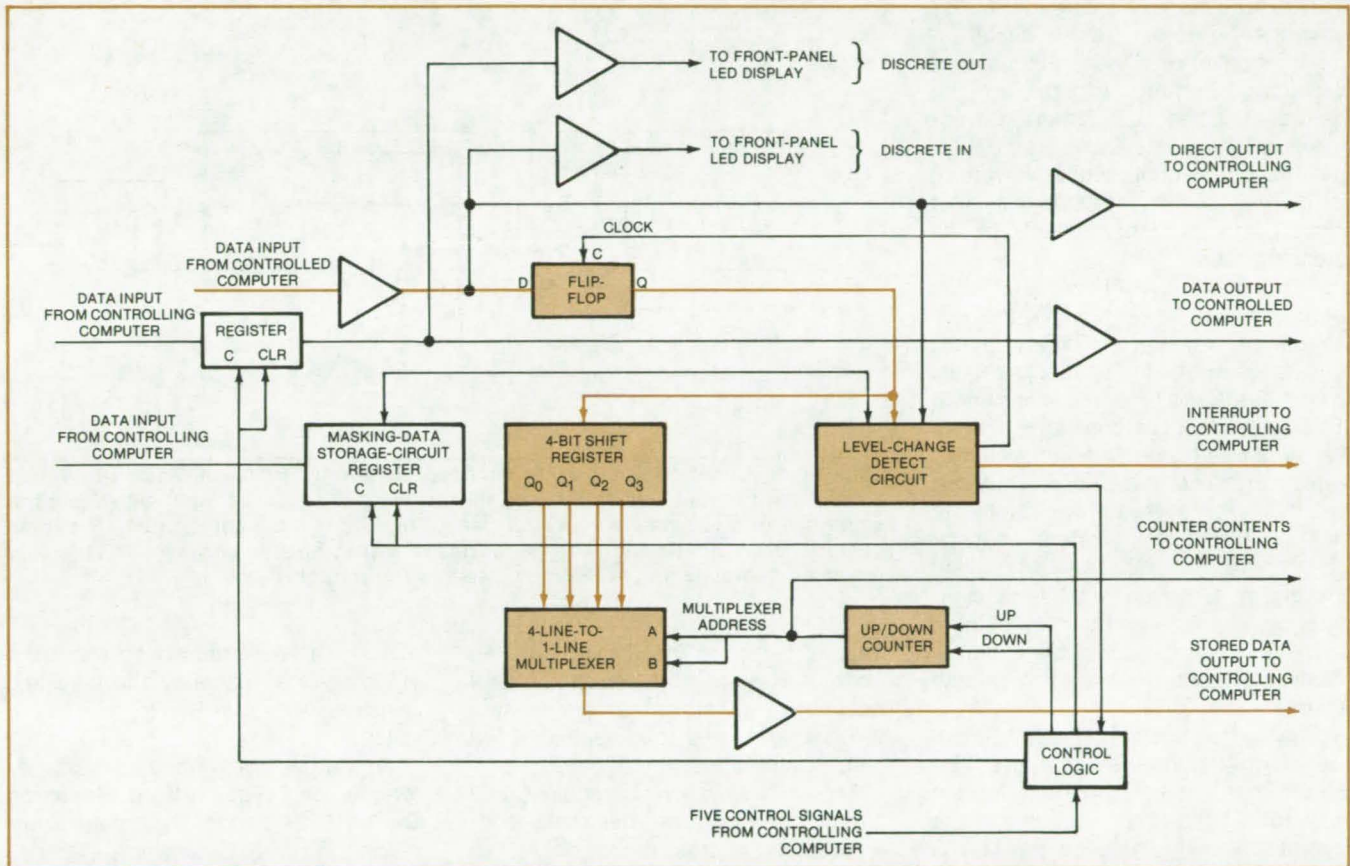 TO FRONT-PANEL
LED DISPLAY
DISCRETE OUT
TO FRONT-PANEL
LED DISPLAY
DISCRETE IN
DIRECT OUTPUT
TO CONTROLLING
COMPUTER
CLOCK
DATA INPUT
FROM CONTROLLED
COMPUTER
D
C
FLIP-
FLOP
Q
DATA INPUT
FROM CONTROLLING
COMPUTER
REGISTER
C CLR
DATA OUTPUT
TO CONTROLLED
COMPUTER
DATA INPUT
FROM CONTROLLING
COMPUTER
MASKING-DATA
STORAGE-CIRCUIT
REGISTER
C CLR
4-BIT SHIFT
REGISTER
Q0 Q1 Q2 Q3
LEVEL-CHANGE
DETECT
CIRCUIT
INTERRUPT TO
CONTROLLING
COMPUTER
COUNTER CONTENTS
TO CONTROLLING
COMPUTER
4-LINE-TO-
1-LINE
MULTIPLEXER
A
B
MULTIPLEXER
ADDRESS
UP/DOWN
COUNTER
UP
DOWN
STORED DATA
OUTPUT TO
CONTROLLING
COMPUTER
CONTROL
LOGIC
FIVE CONTROL SIGNALS
FROM CONTROLLING
COMPUTER